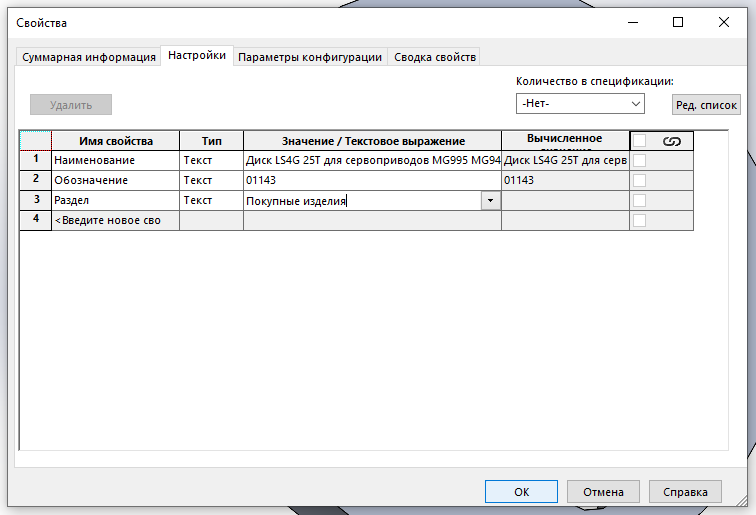 Свойства
Суммарная информация Настройки Параметры конфигурации Сводка свойств
Количество в спецификации:
Удалить -Нет- Ред. список
Имя свойства Тип Значение / Текстовое выражение Вычисленное
1 Наименование Текст Диск LS4G 25T для сервоприводов MG995 MG94 Диск LS4G 25T для серв
2 Обозначение Текст 01143 01143
3 Раздел Текст Покупные изделия
4 <Введите новое сво
OK Отмена Справка